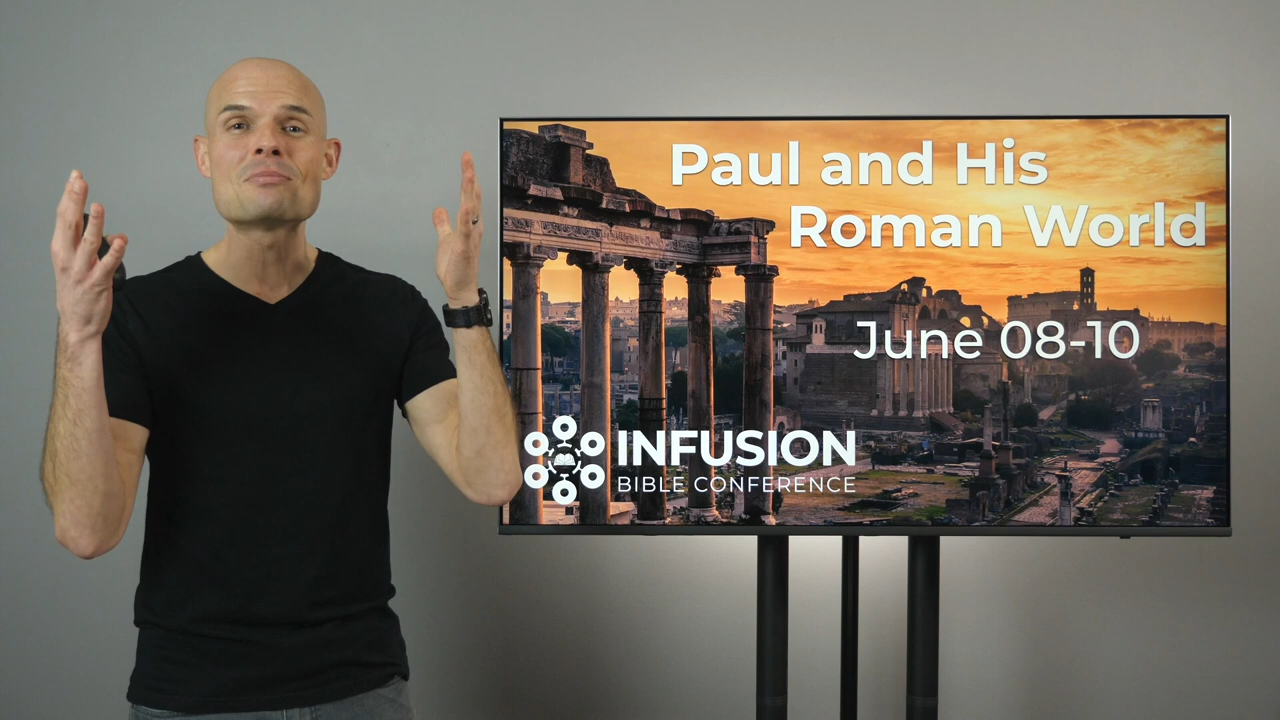 Paul and His
Roman World
June 08-10
INFUSION
BIBLE CONFERENCE